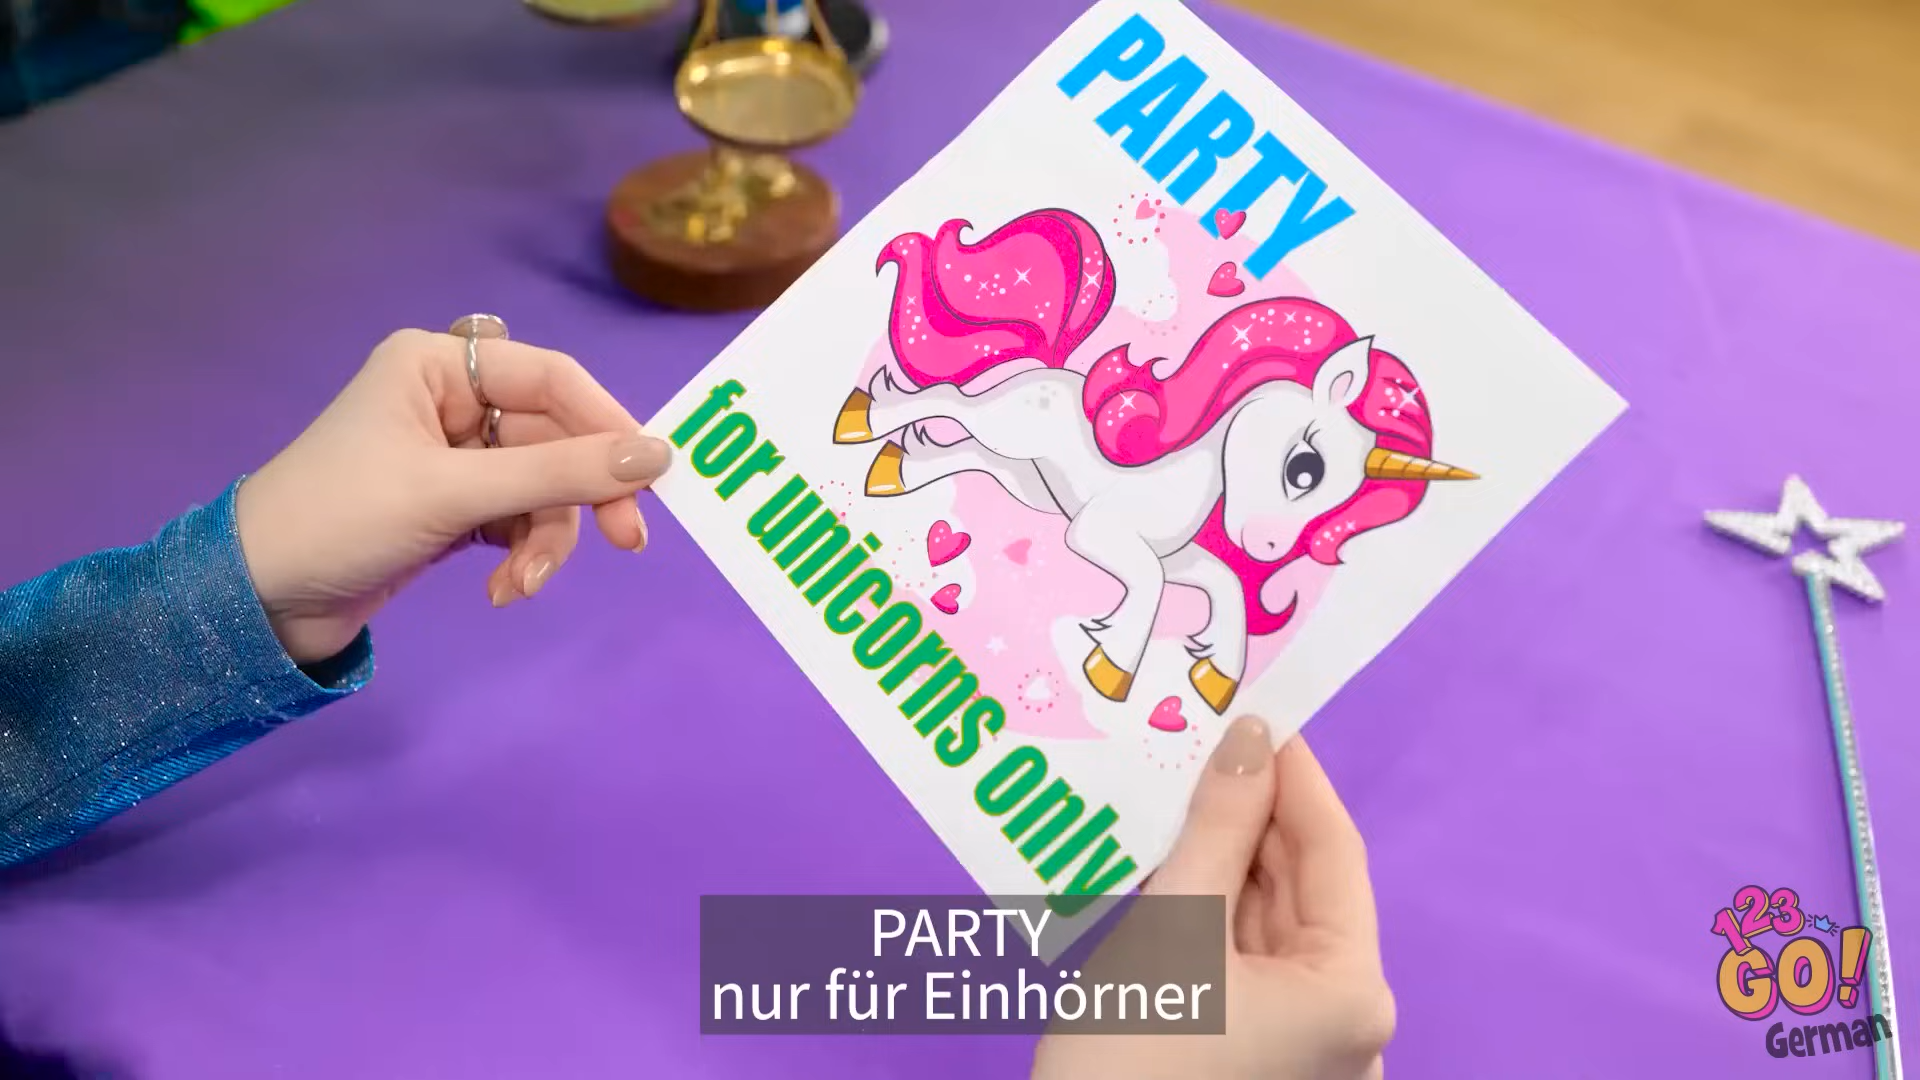 PARTY
for unicorns only
PARTY
nur für Einhörner
123
GO!
German